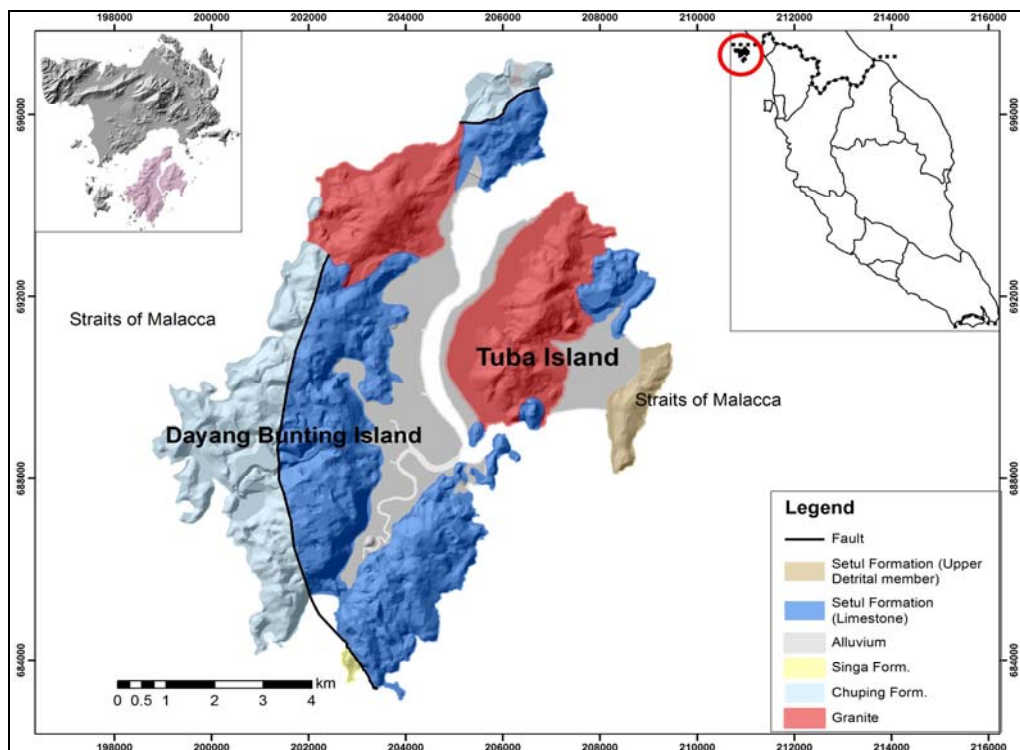 198000 200000 202000 204000 206000 208000 210000 212000 214000 216000
696000
692000
688000
684000
696000
692000
688000
684000
Straits of Malacca
Tuba Island
Straits of Malacca
Dayang Bunting Island
km
0 0.5 1 2 3 4
Legend
Fault
Setul Formation (Upper
Detrital member)
Setul Formation
(Limestone)
Alluvium
Singa Form.
Chuping Form.
Granite
198000 200000 202000 204000 206000 208000 210000 212000 214000 216000